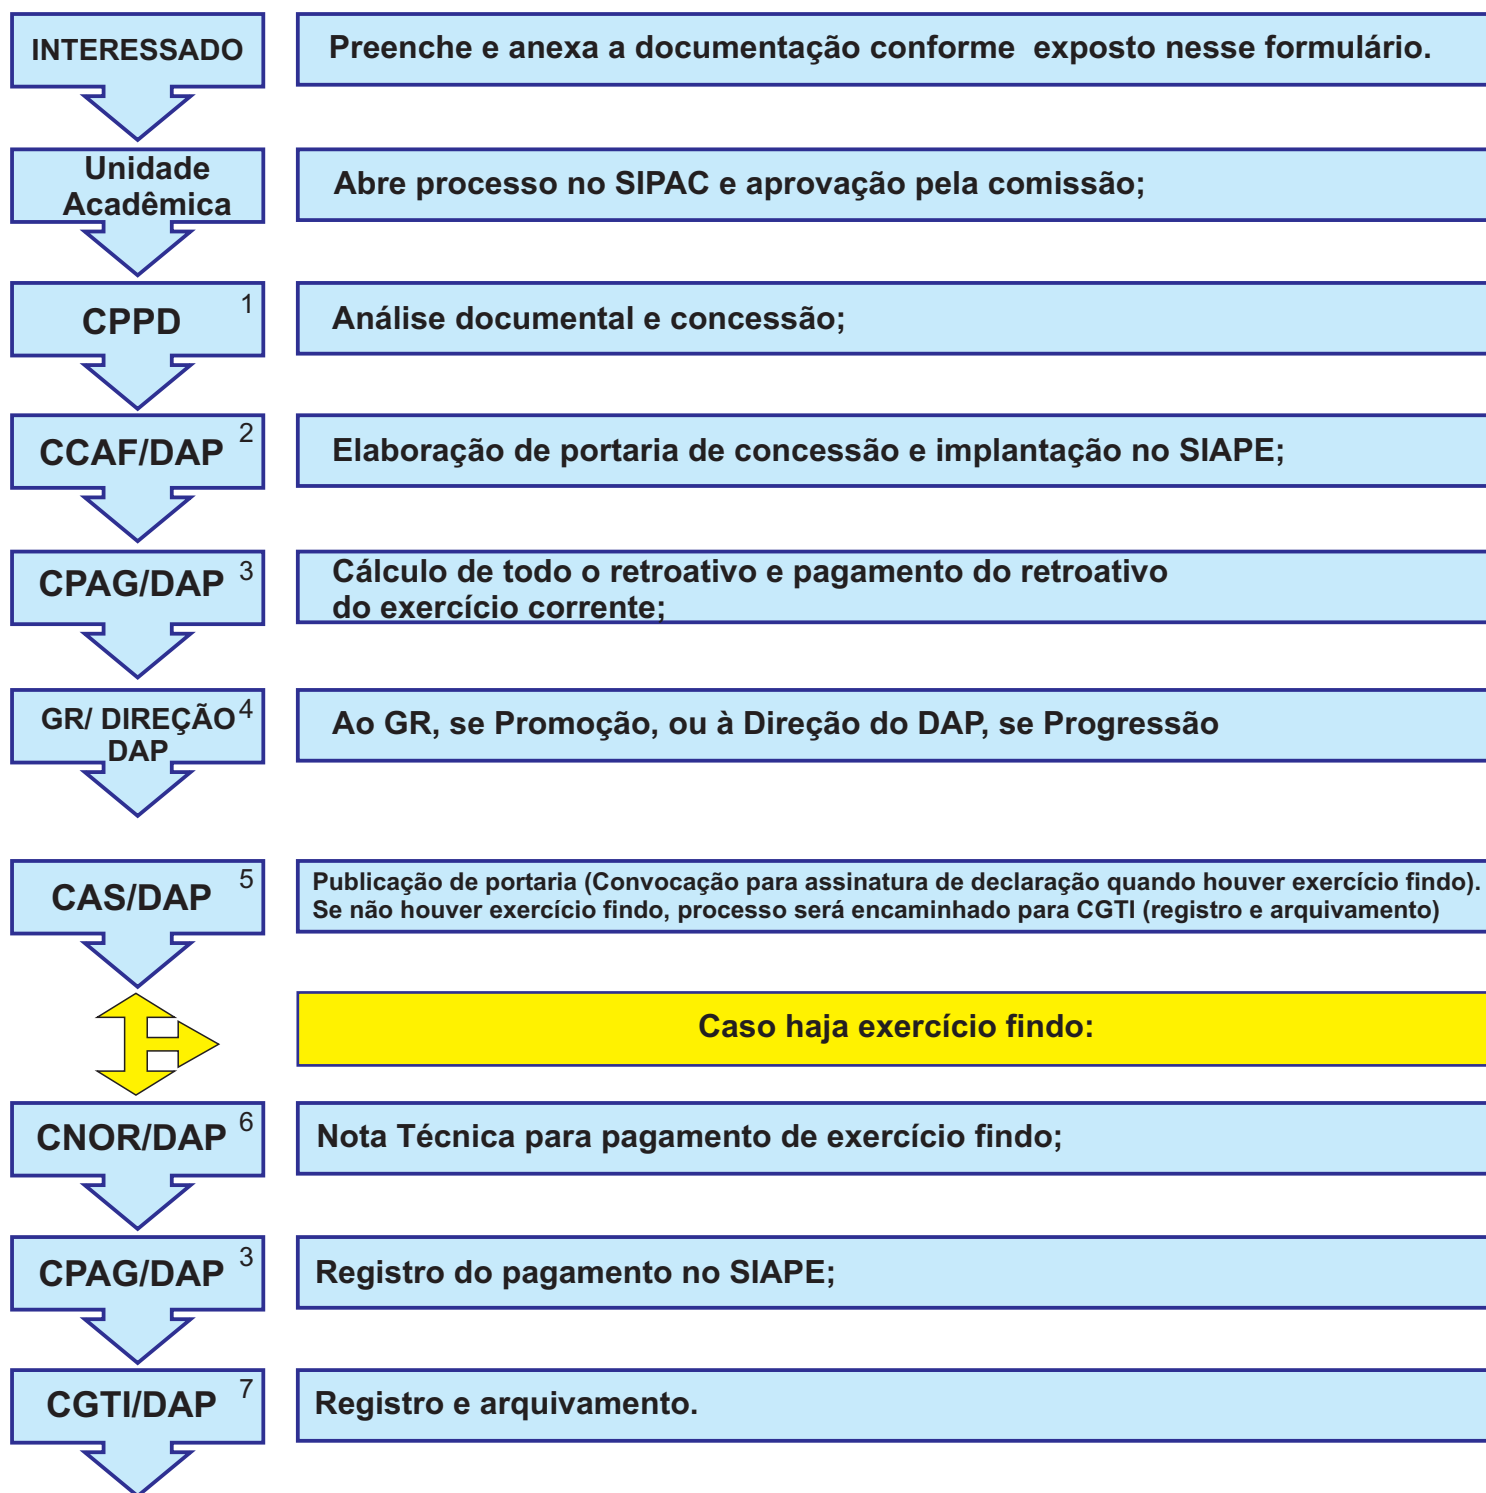 INTERESSADO
Preenche e anexa a documentação conforme exposto nesse formulário.
Unidade
Acadêmica
Abre processo no SIPAC e aprovação pela comissão;
CPPD 1
Análise documental e concessão;
CCAF/DAP 2
Elaboração de portaria de concessão e implantação no SIAPE;
CPAG/DAP 3
Cálculo de todo o retroativo e pagamento do retroativo
do exercício corrente;
GR/ DIREÇÃO 4
DAP
Ao GR, se Promoção, ou à Direção do DAP, se Progressão
CAS/DAP 5
Publicação de portaria (Convocação para assinatura de declaração quando houver exercício findo).
Se não houver exercício findo, processo será encaminhado para CGTI (registro e arquivamento)
Caso haja exercício findo:
CNOR/DAP 6
Nota Técnica para pagamento de exercício findo;
CPAG/DAP 3
Registro do pagamento no SIAPE;
CGTI/DAP 7
Registro e arquivamento.